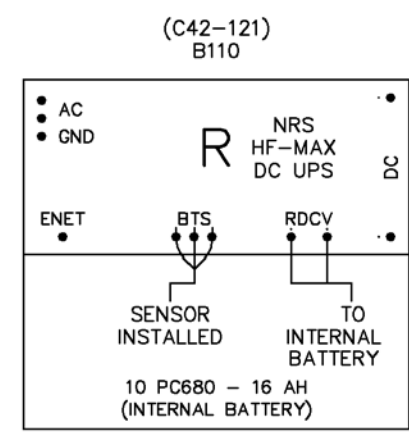 (C42-121)
B110
AC
GND
R
NRS
HF-MAX
DC UPS
DC
ENET
BTS
RDCV
SENSOR
INSTALLED
TO
INTERNAL
BATTERY
10 PC680 - 16 AH
(INTERNAL BATTERY)